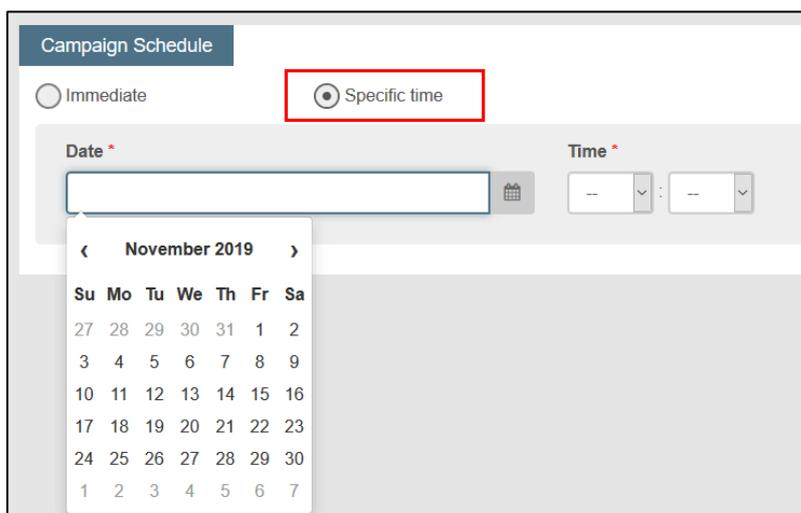 Campaign Schedule
Immediate
Specific time
Date *
Time *
-- : --
‹ November 2019 ›
Su Mo Tu We Th Fr Sa
27 28 29 30 31 1 2
3 4 5 6 7 8 9
10 11 12 13 14 15 16
17 18 19 20 21 22 23
24 25 26 27 28 29 30
1 2 3 4 5 6 7